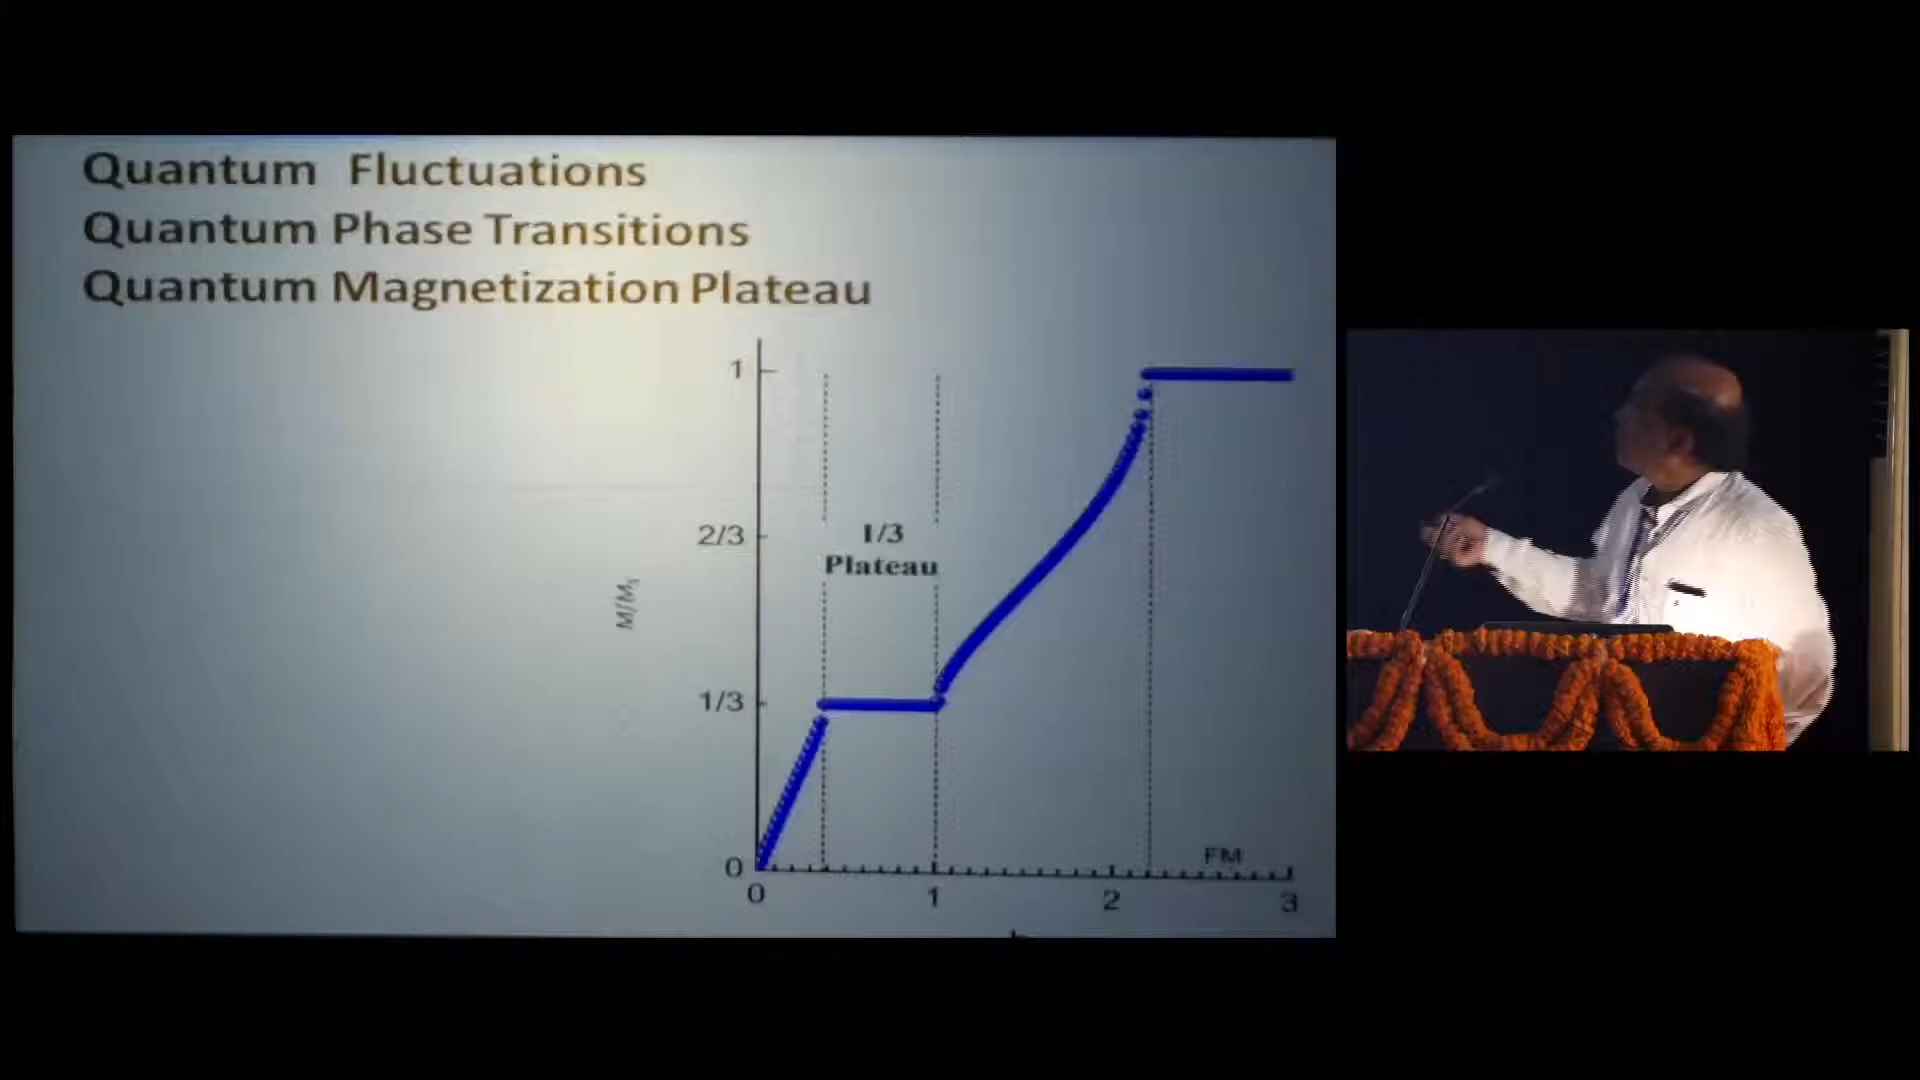 Quantum Fluctuations
Quantum Phase Transitions
Quantum Magnetization Plateau
1
2/3
1/3
Plateau
M/Ms
1/3
0
FM
0 1 2 3